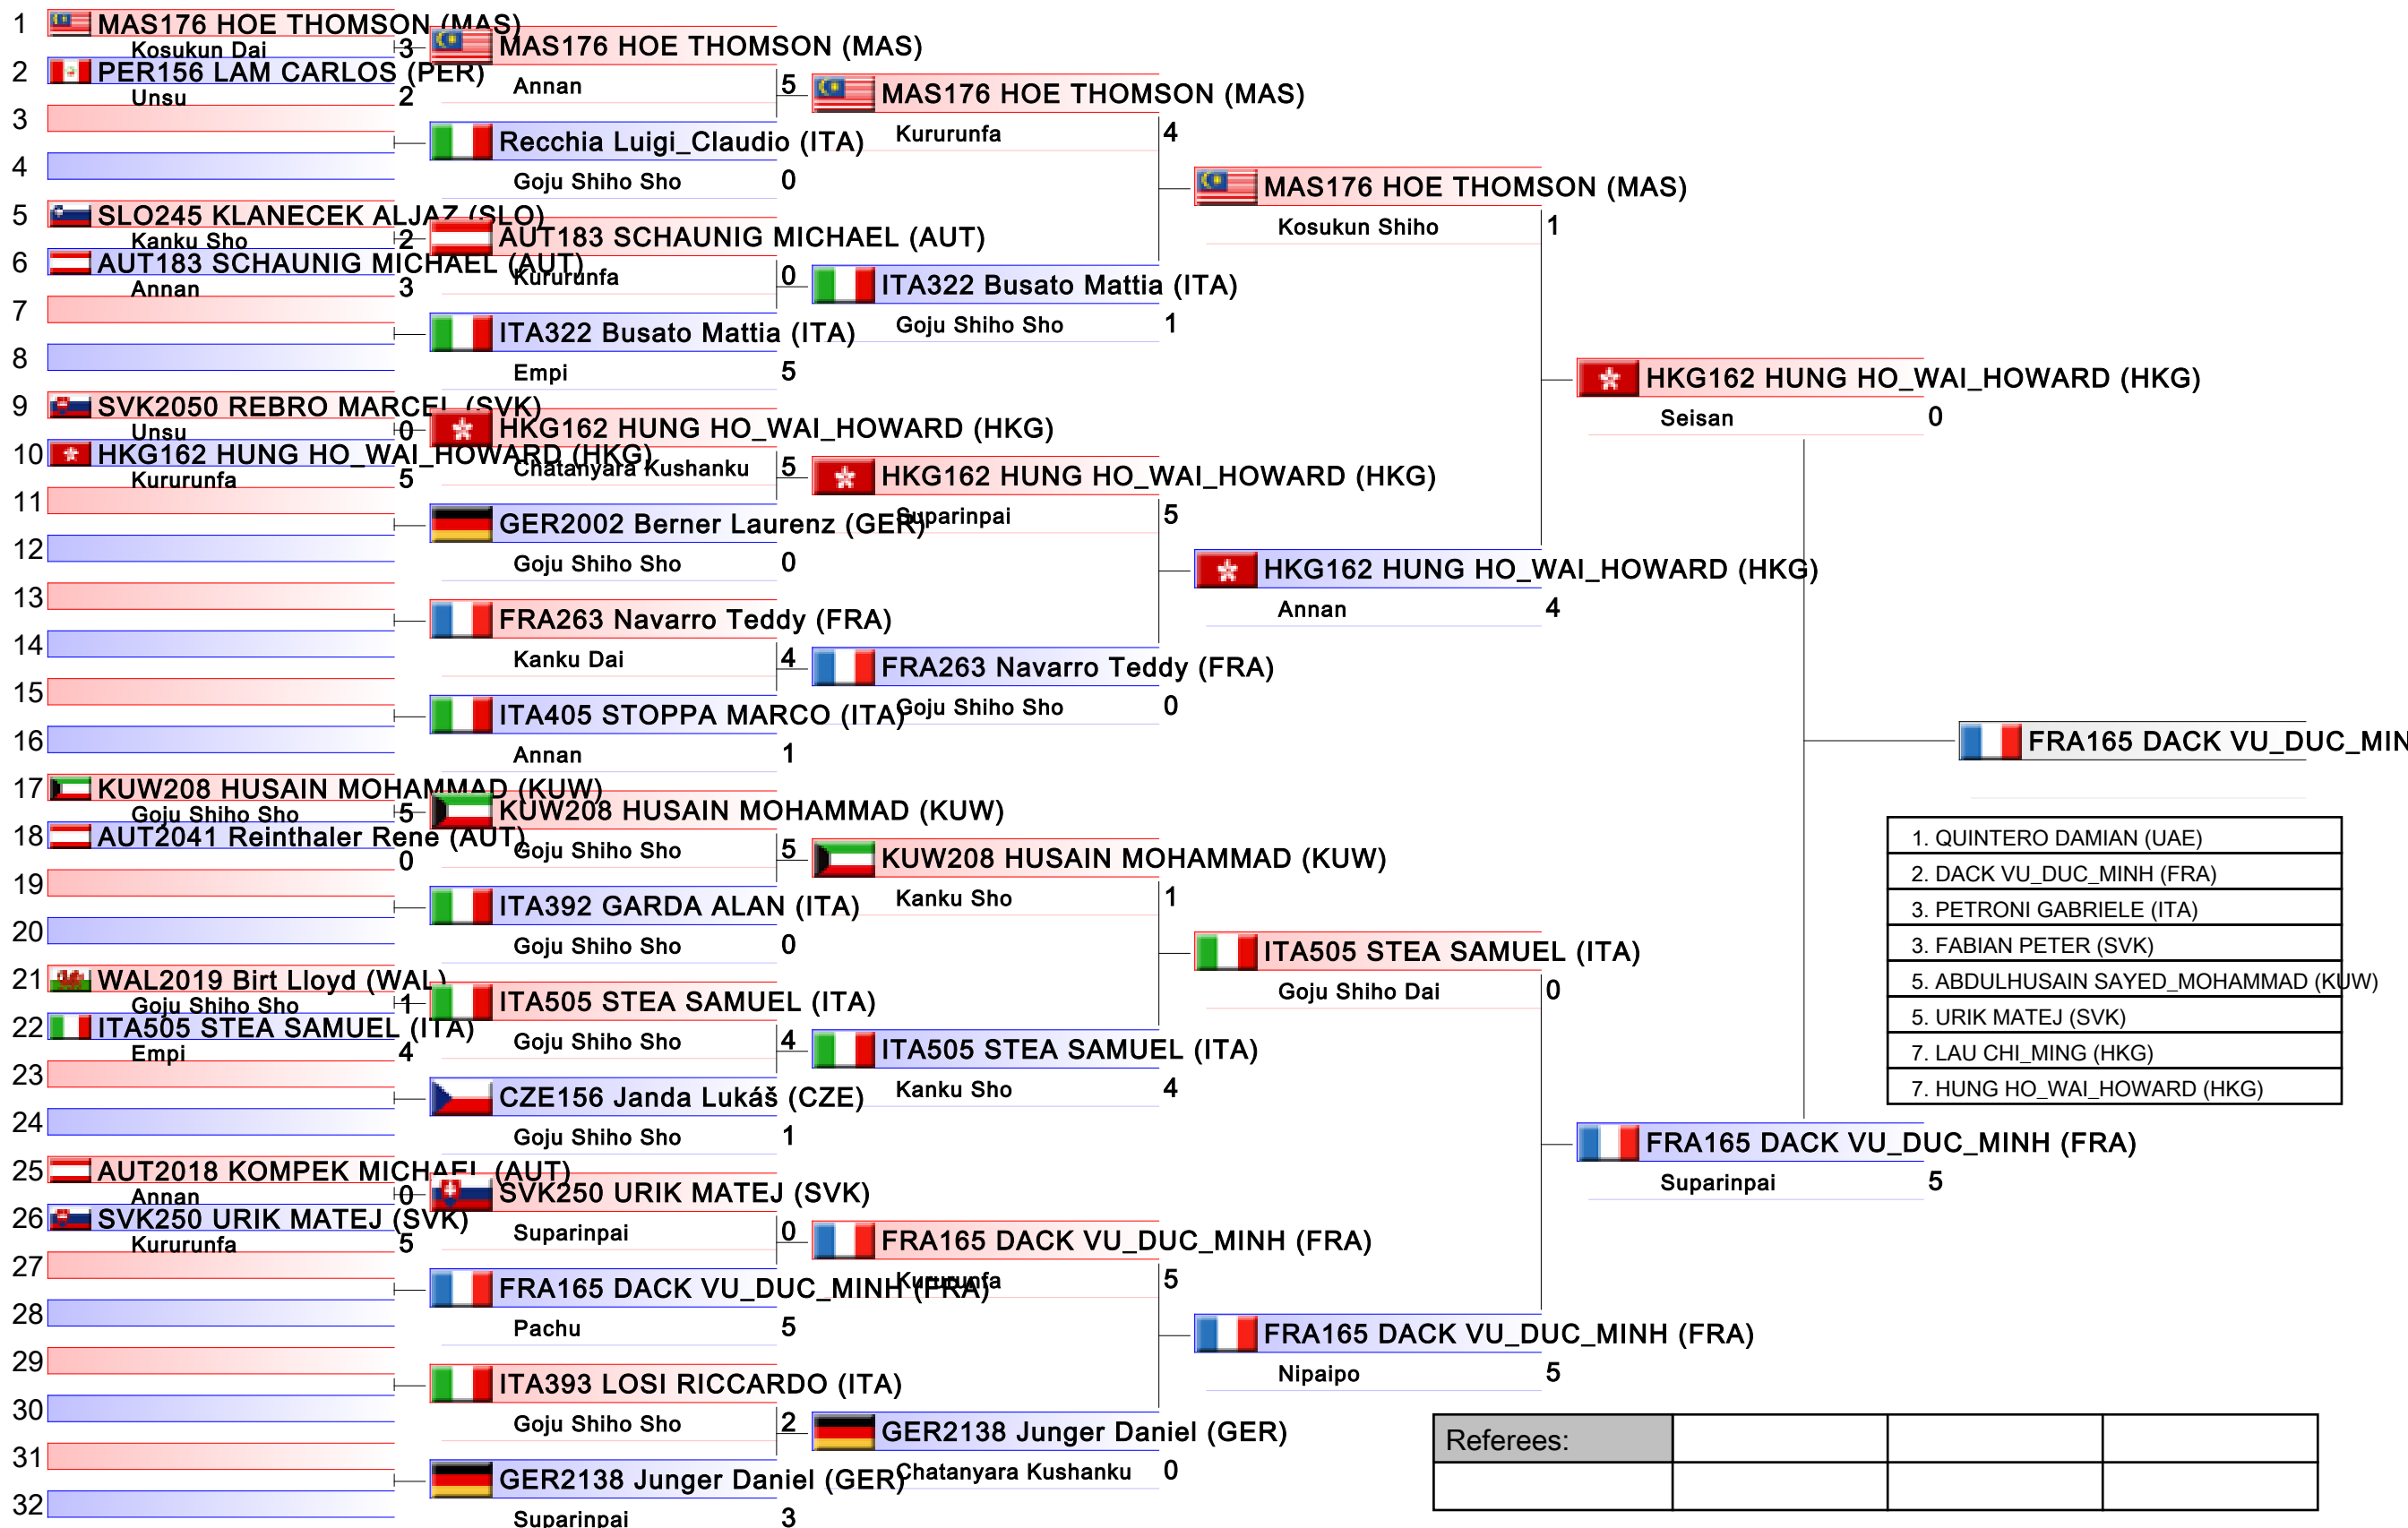 1 MAS176 HOE THOMSON (MAS)
Kosukun Dai 3
2 PER156 LAM CARLOS (PER)
Unsu 2
3
4
5 SLO245 KLANECEK ALJAZ (SLO)
Kanku Sho 2
6 AUT183 SCHAUNIG MICHAEL (AUT)
Annan 3
7
8
9 SVK2050 REBRO MARCEL (SVK)
Unsu 0
10 HKG162 HUNG HO_WAI_HOWARD (HKG)
Kururunfa 5
11
12
13
14
15
16
17 KUW208 HUSAIN MOHAMMAD (KUW)
Goju Shiho Sho 5
18 AUT2041 Reinthaler Rene (AUT)
0
19
20
21 WAL2019 Birt Lloyd (WAL)
Goju Shiho Sho 1
22 ITA505 STEA SAMUEL (ITA)
Empi 4
23
24
25 AUT2018 KOMPEK MICHAEL (AUT)
Annan 0
26 SVK250 URIK MATEJ (SVK)
Kururunfa 5
27
28
29
30
31
32
MAS176 HOE THOMSON (MAS)
Annan 5
Recchia Luigi_Claudio (ITA)
Goju Shiho Sho 0
AUT183 SCHAUNIG MICHAEL (AUT)
Kururunfa 0
ITA322 Busato Mattia (ITA)
Empi 5
HKG162 HUNG HO_WAI_HOWARD (HKG)
Chatanyara Kushanku 5
GER2002 Berner Laurenz (GER)
Goju Shiho Sho 0
FRA263 Navarro Teddy (FRA)
Kanku Dai 4
ITA405 STOPPA MARCO (ITA)
Annan 1
KUW208 HUSAIN MOHAMMAD (KUW)
Goju Shiho Sho 5
ITA392 GARDA ALAN (ITA)
Goju Shiho Sho 0
ITA505 STEA SAMUEL (ITA)
Goju Shiho Sho 4
CZE156 Janda Lukáš (CZE)
Goju Shiho Sho 1
SVK250 URIK MATEJ (SVK)
Suparinpai 0
FRA165 DACK VU_DUC_MINH (FRA)
Pachu 5
ITA393 LOSI RICCARDO (ITA)
Goju Shiho Sho 2
GER2138 Junger Daniel (GER)
Suparinpai 3
MAS176 HOE THOMSON (MAS)
Kururunfa 4
ITA322 Busato Mattia (ITA)
Goju Shiho Sho 1
HKG162 HUNG HO_WAI_HOWARD (HKG)
Suparinpai 5
FRA263 Navarro Teddy (FRA)
Goju Shiho Sho 0
KUW208 HUSAIN MOHAMMAD (KUW)
Kanku Sho 1
ITA505 STEA SAMUEL (ITA)
Kanku Sho 4
FRA165 DACK VU_DUC_MINH (FRA)
Kururunfa 5
GER2138 Junger Daniel (GER)
Chatanyara Kushanku 0
MAS176 HOE THOMSON (MAS)
Kosukun Shiho 1
HKG162 HUNG HO_WAI_HOWARD (HKG)
Annan 4
ITA505 STEA SAMUEL (ITA)
Goju Shiho Dai 0
FRA165 DACK VU_DUC_MINH (FRA)
Nipaipo 5
HKG162 HUNG HO_WAI_HOWARD (HKG)
Seisan 0
FRA165 DACK VU_DUC_MINH (FRA)
Suparinpai 5
FRA165 DACK VU_DUC_MIN
1. QUINTERO DAMIAN (UAE)
2. DACK VU_DUC_MINH (FRA)
3. PETRONI GABRIELE (ITA)
3. FABIAN PETER (SVK)
5. ABDULHUSAIN SAYED_MOHAMMAD (KUW)
5. URIK MATEJ (SVK)
7. LAU CHI_MING (HKG)
7. HUNG HO_WAI_HOWARD (HKG)
Referees: